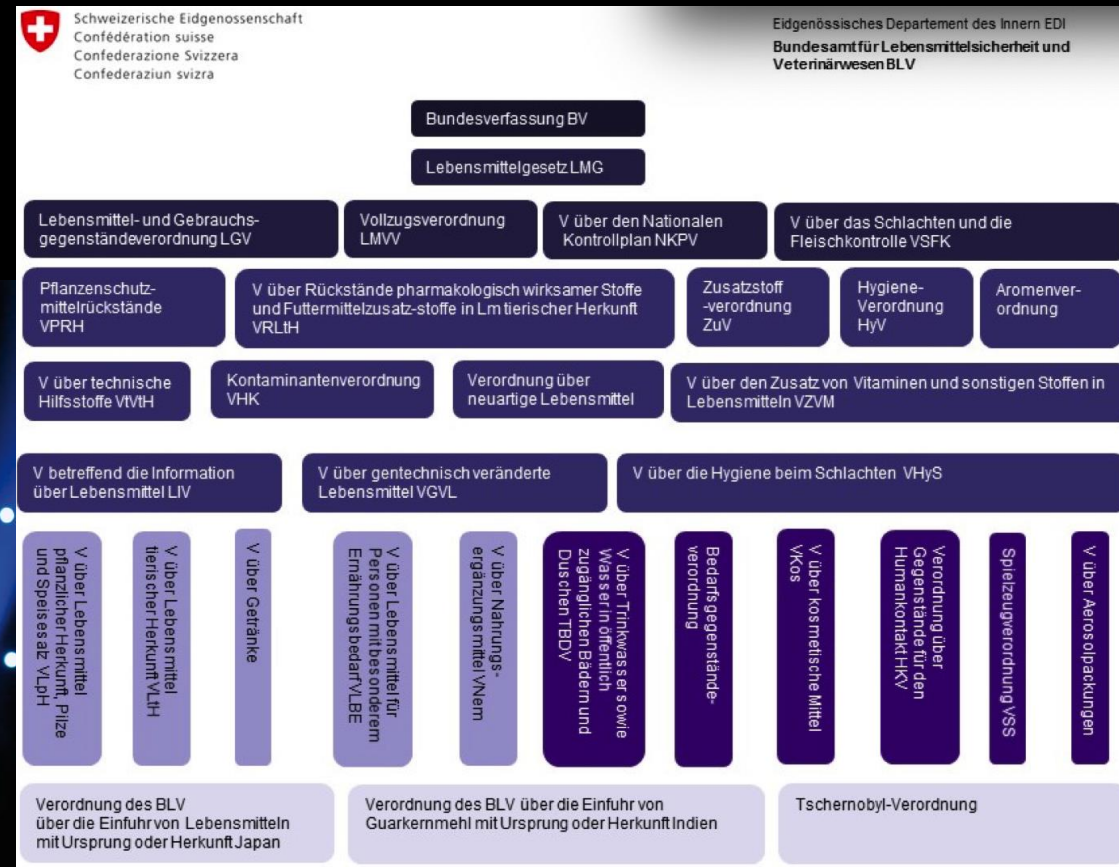 Schweizerische Eidgenossenschaft
Confédération suisse
Confederazione Svizzera
Confederaziun svizra
Eidgenössisches Departement des Innern EDI
Bundesamt für Lebensmittelsicherheit und
Veterinärwesen BLV
Bundesverfassung BV
Lebensmittelgesetz LMG
Lebensmittel- und Gebrauchs-
gegenständeverordnung LGV
Vollzugsverordnung
LMVV
V über den Nationalen
Kontrollplan NKPV
V über das Schlachten und die
Fleischkontrolle VSFK
Pflanzenschutz-
mittelrückstände
VPRH
V über Rückstände pharmakologisch wirksamer Stoffe
und Futtermittelzusatz-stoffe in Lm tierischer Herkunft
VRLtH
Zusatzstoff
-verordnung
ZuV
Hygiene-
Verordnung
HyV
Aromenver-
ordnung
V über technische
Hilfsstoffe VtVtH
Kontaminantenverordnung
VHK
Verordnung über
neuartige Lebensmittel
V über den Zusatz von Vitaminen und sonstigen Stoffen in
Lebensmitteln VZVM
V betreffend die Information
über Lebensmittel LIV
V über gentechnisch veränderte
Lebensmittel VGVL
V über die Hygiene beim Schlachten VHyS
V über Lebensmittel
pflanzlicher Herkunft, Pilze
und Speisesalz VLpH
V über Lebensmittel
tierischer Herkunft VLtH
V über Getränke
V über Lebensmittel für
Personen mit besonderem
Ernährungsbedarf VLBE
V über Nahrungs-
ergänzungsmittel VNem
V über Trinkwasser sowie
Wasser in öffentlich
zugänglichen Bädern und
Duschen TBDV
Bedarfsgegenstände-
verordnung
V über kosmetische Mittel
VKos
Verordnung über
Gegenstände für den
Humankontakt HKV
Spielzeugverordnung VSS
V über Aerosolpackungen
Verordnung des BLV
über die Einfuhr von Lebensmitteln
mit Ursprung oder Herkunft Japan
Verordnung des BLV über die Einfuhr von
Guarkernmehl mit Ursprung oder Herkunft Indien
Tschernobyl-Verordnung